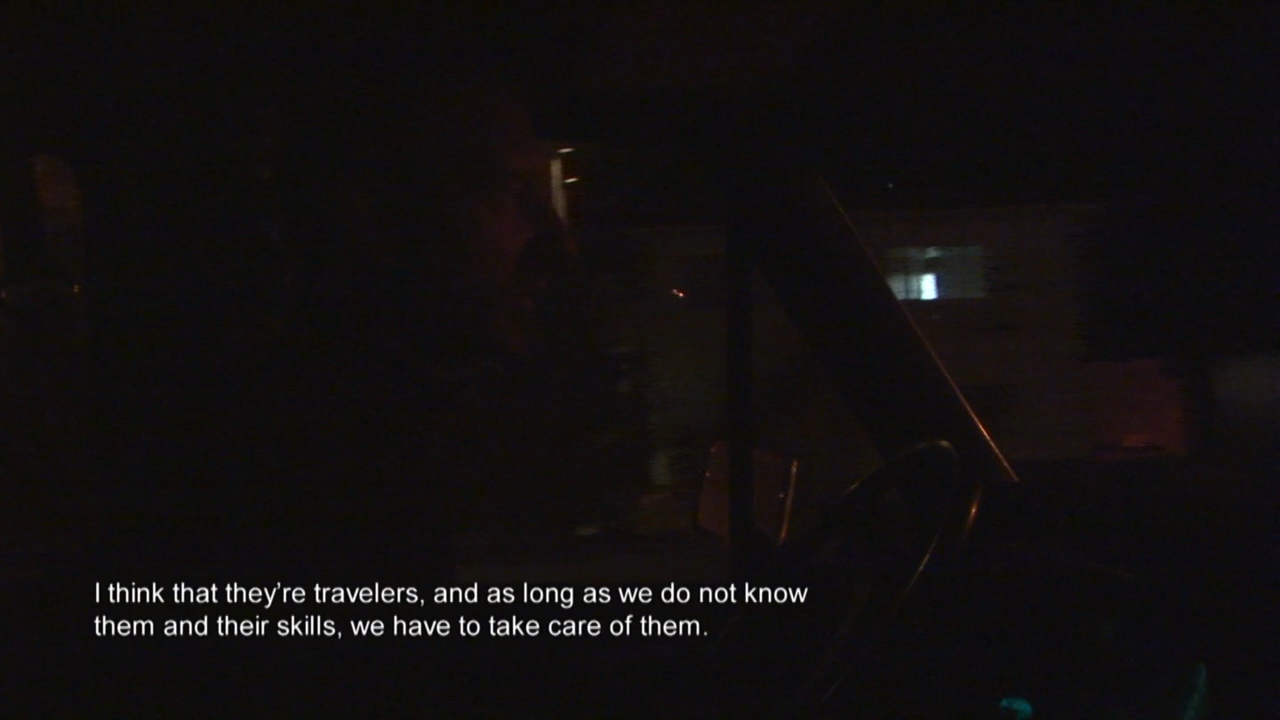 I think that they’re travelers, and as long as we do not know
them and their skills, we have to take care of them.